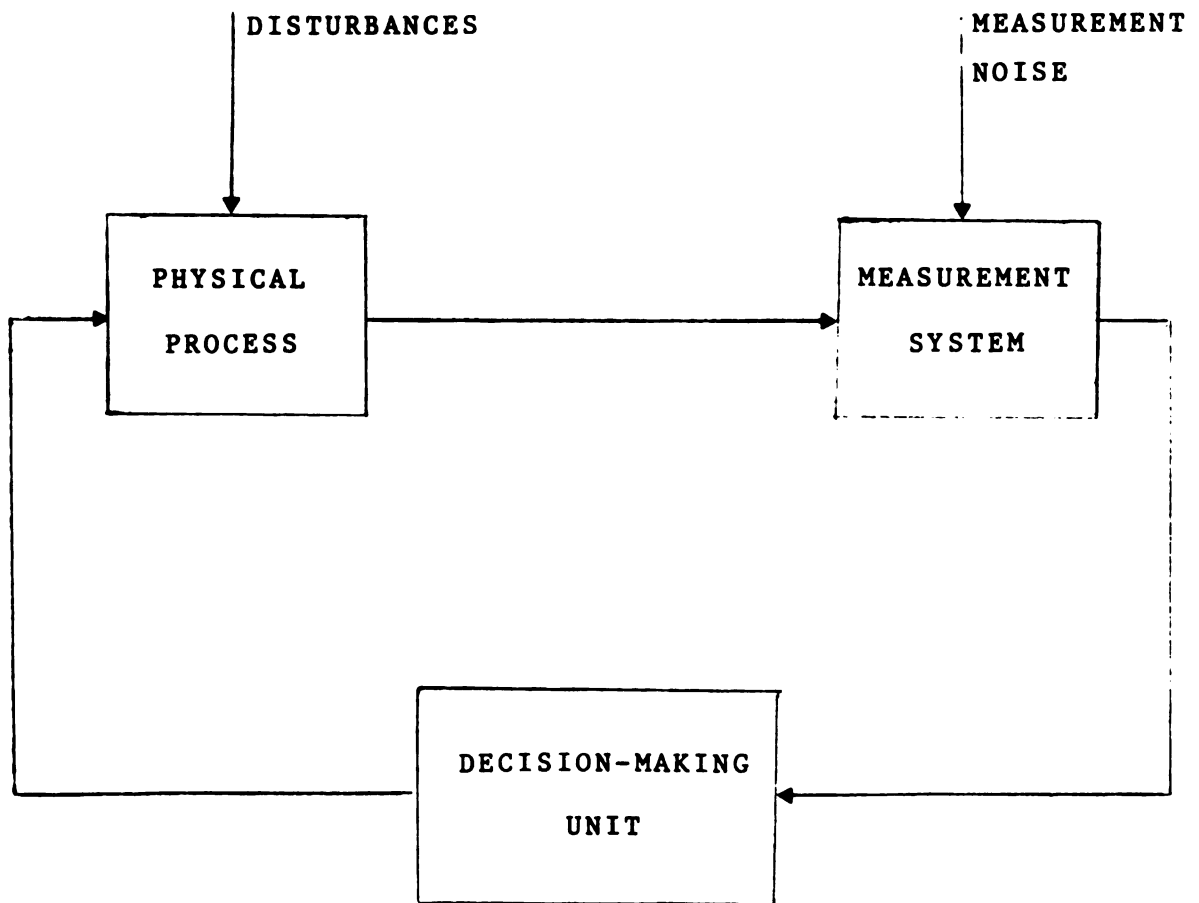 DISTURBANCES
MEASUREMENT
NOISE
PHYSICAL
PROCESS
MEASUREMENT
SYSTEM
DECISION-MAKING
UNIT